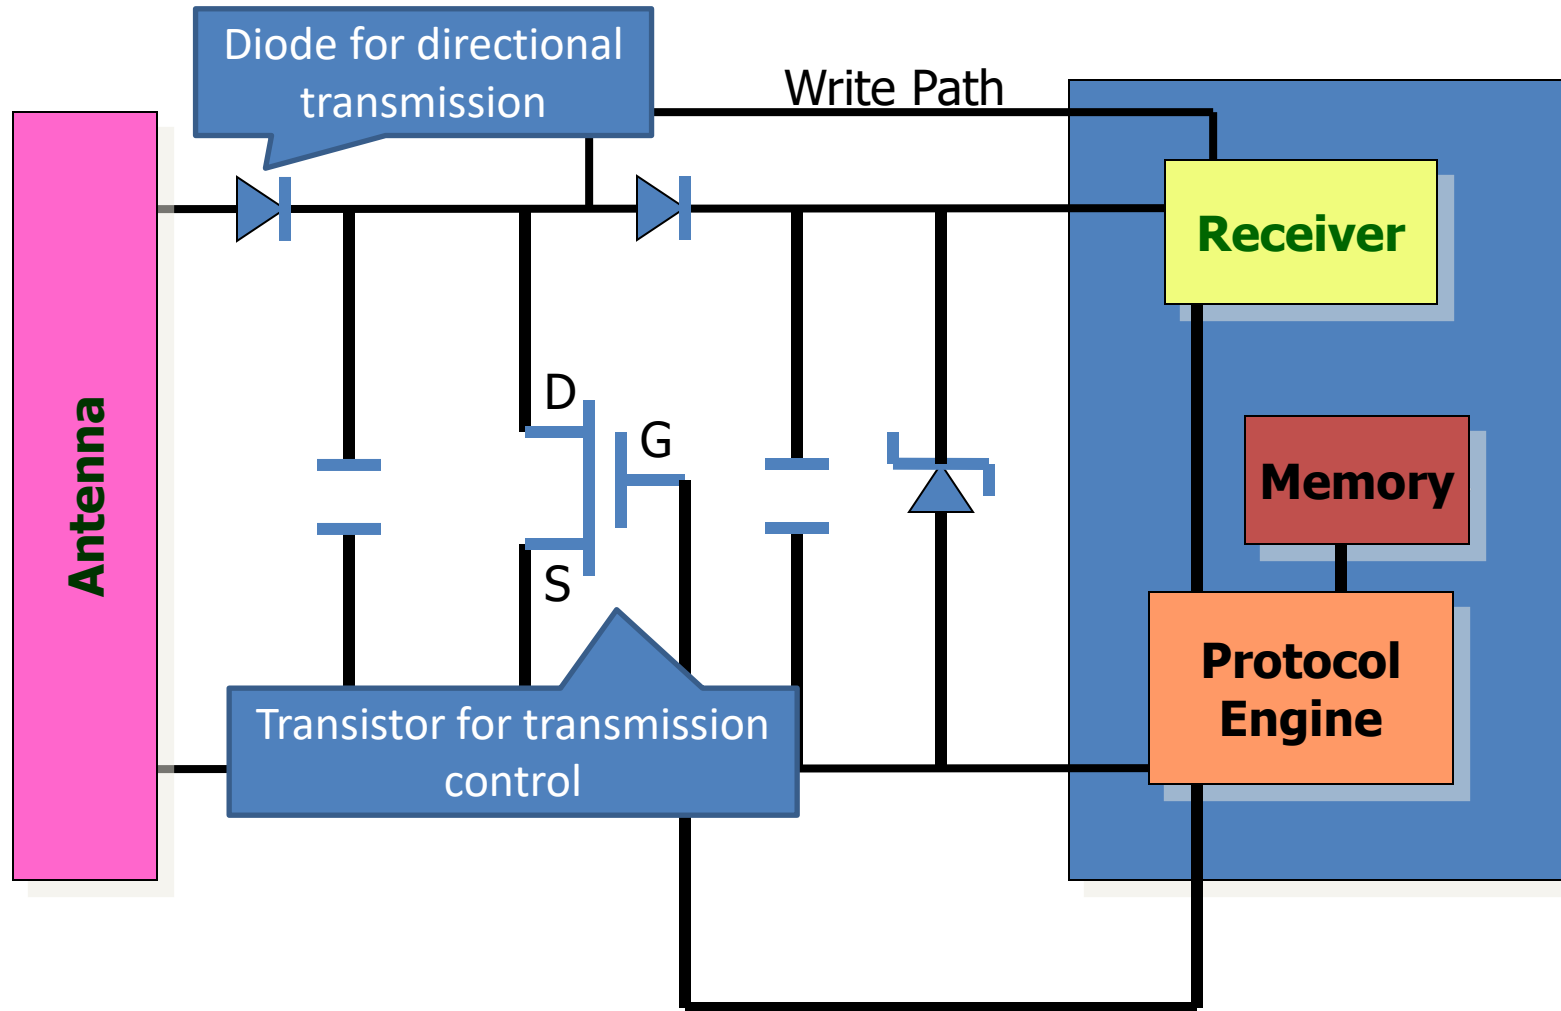 Diode for directional
transmission
Write Path
Receiver
D
G
Antenna
Memory
S
Protocol
Engine
Transistor for transmission
control